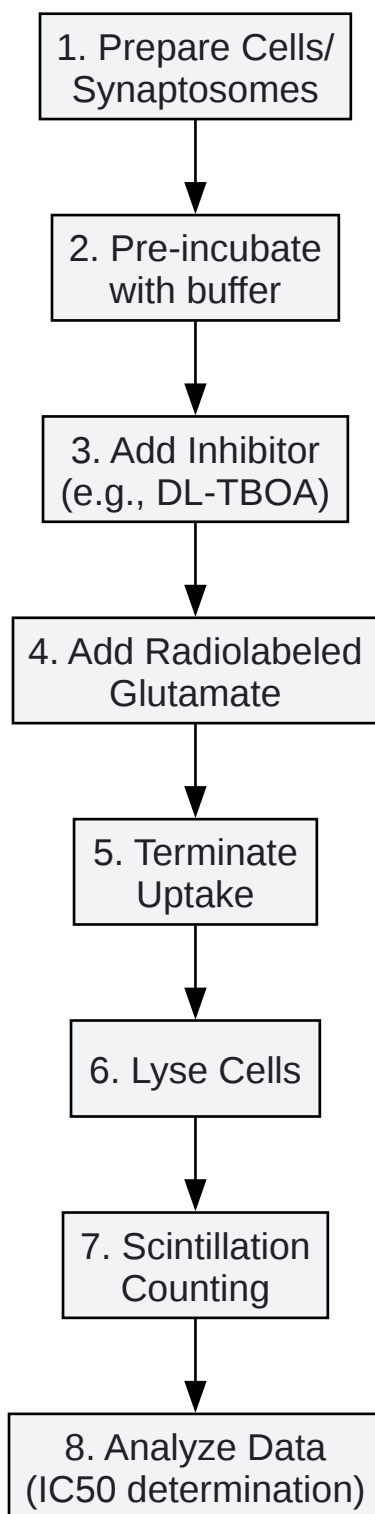 1. Prepare Cells/
Synaptosomes
2. Pre-incubate
with buffer
3. Add Inhibitor
(e.g., DL-TBOA)
4. Add Radiolabeled
Glutamate
5. Terminate
Uptake
6. Lyse Cells
7. Scintillation
Counting
8. Analyze Data
(IC50 determination)